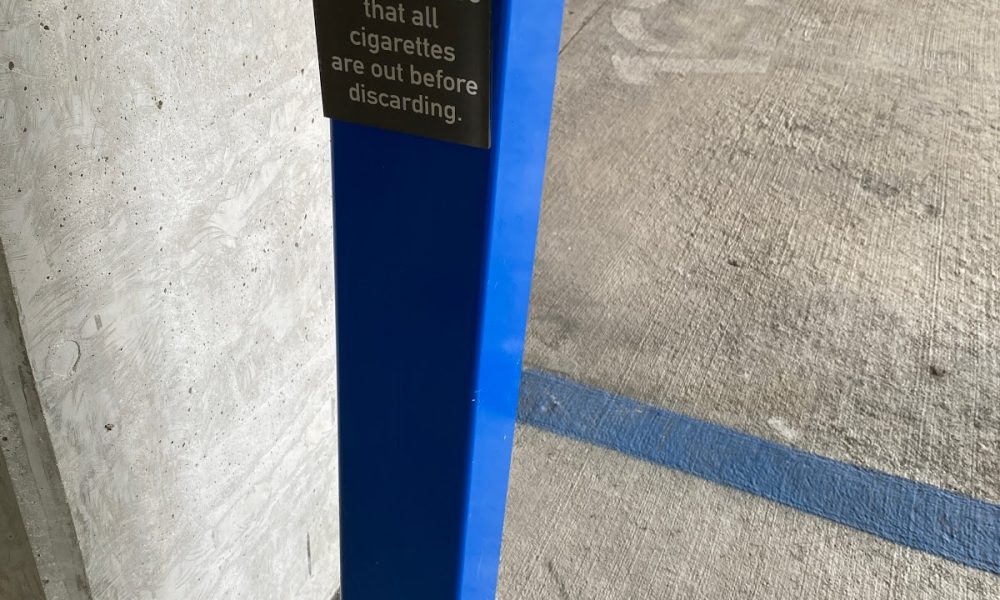 that all
cigarettes
are out before
discarding.